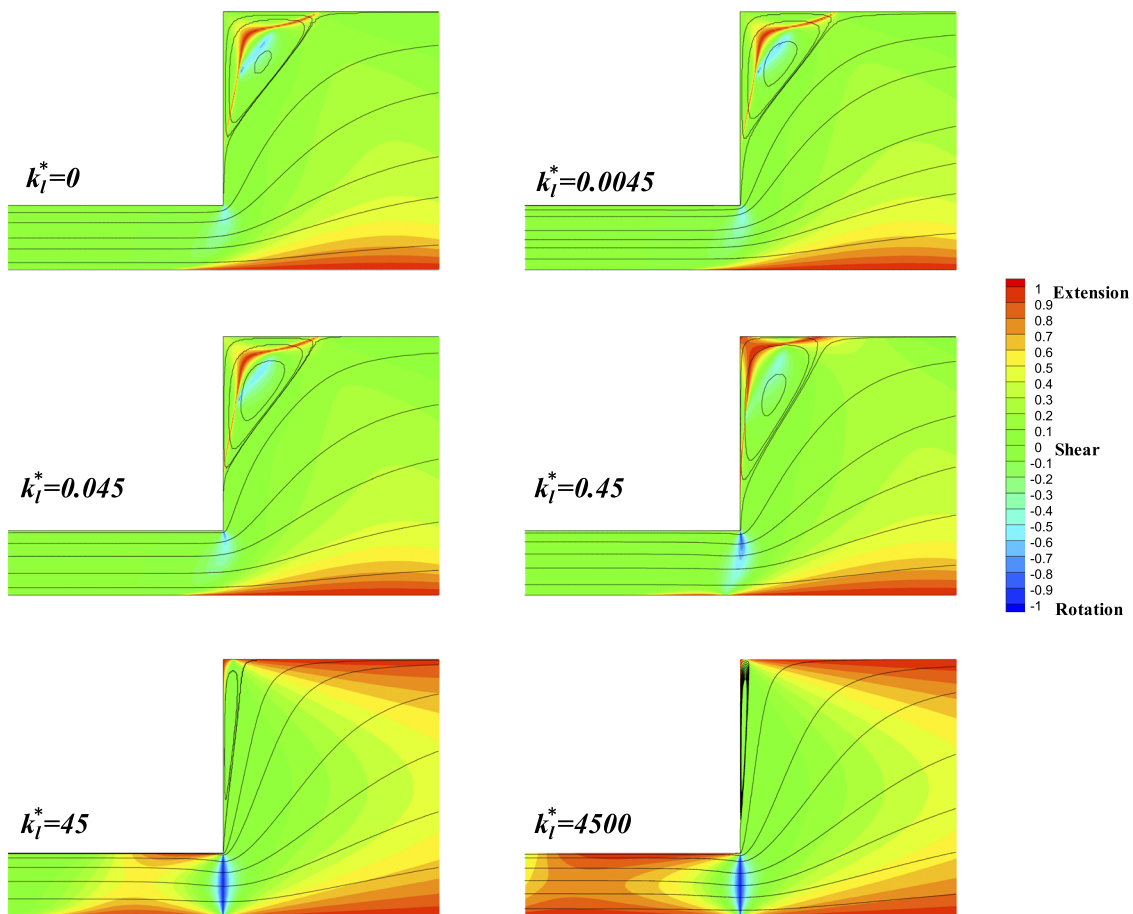 k*l=0
k*l=0.0045
1 Extension
0.9
0.8
0.7
0.6
0.5
0.4
0.3
0.2
0.1
0 Shear
-0.1
-0.2
-0.3
-0.4
-0.5
-0.6
-0.7
-0.8
-0.9
-1 Rotation
k*l=0.045
k*l=0.45
k*l=45
k*l=4500